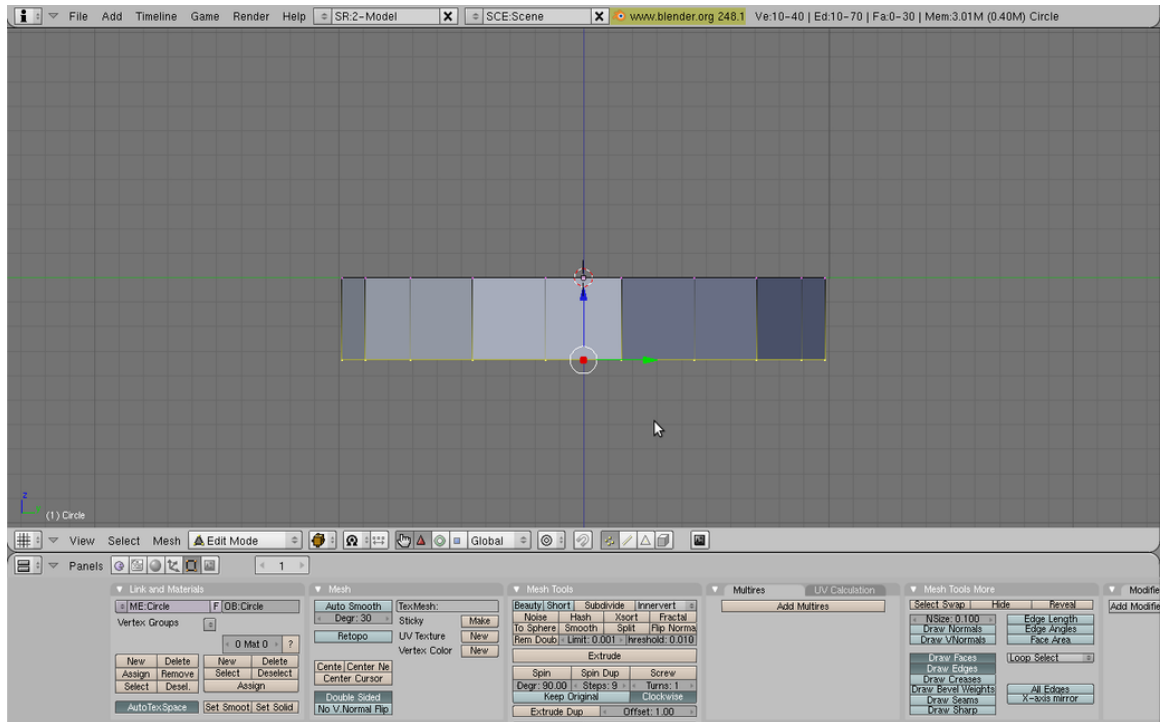 File Add Timeline Game Render Help SR:2-Model SCE:Scene www.blender.org 248.1 Ve:10-40 | Ed:10-70 | Fa:0-30 | Mem:3.01M (0.40M) Circle
z
(1) Circle
View Select Mesh Edit Mode Global
Panels 1
Link and Materials
ME:Circle F OB:Circle
Vertex Groups
0 Mat 0 ?
New Delete New Delete
Assign Remove Select Deselect
Select Desel. Assign
AutoTexSpace Set Smoot Set Solid
Mesh
Auto Smooth TexMesh:
Degr: 30 Sticky Make
Retopo UV Texture New
Vertex Color New
Cente Center Ne
Center Cursor
Double Sided
No V.Normal Flip
Mesh Tools
Beauty Short Subdivide Innervert
Noise Hash Xsort Fractal
To Sphere Smooth Split Flip Norma
Rem Doub Limit: 0.001 hreshold: 0.010
Extrude
Spin Spin Dup Screw
Degr: 90.00 Steps: 9 Turns: 1
Keep Original Clockwise
Extrude Dup Offset: 1.00
Multires UV Calculation
Add Multires
Mesh Tools More
Select Swap Hide Reveal
NSize: 0.100 Edge Length
Draw Normals Edge Angles
Draw VNormals Face Area
Draw Faces Loop Select
Draw Edges
Draw Creases
Draw Bevel Weights All Edges
Draw Seams X-axis mirror
Draw Sharp
Modifie
Add Modifie